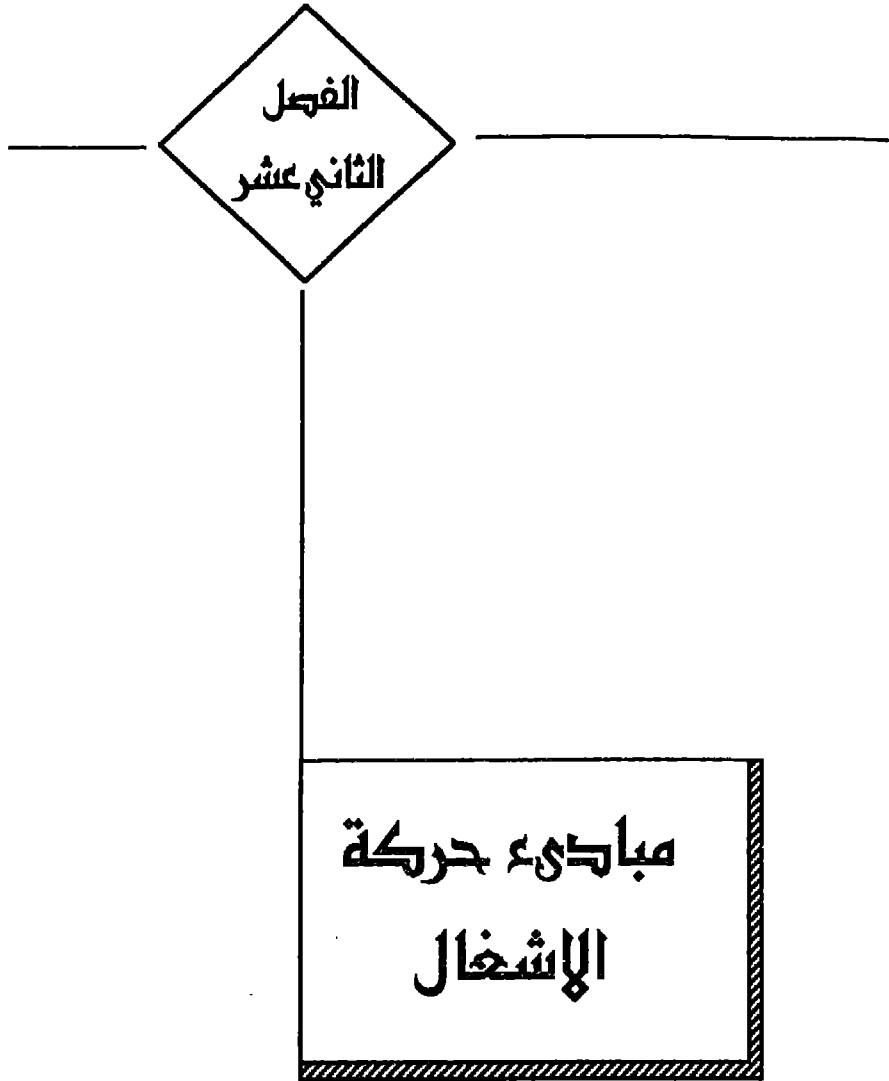 الفصل
الثاني عشر
مبادىء حركة
الاشغال